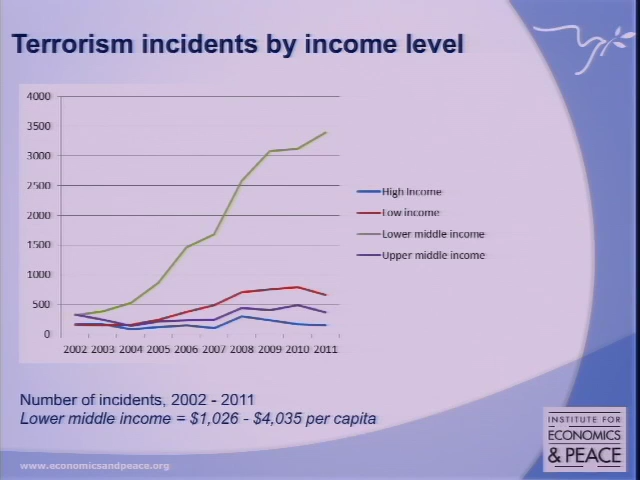 Terrorism incidents by income level
4000
3500
3000
2500
2000
1500
1000
500
0
2002 2003 2004 2005 2006 2007 2008 2009 2010 2011
High Income
Low income
Lower middle income
Upper middle income
Number of incidents, 2002 - 2011
Lower middle income = $1,026 - $4,035 per capita
INSTITUTE FOR
ECONOMICS
& PEACE
www.economicsandpeace.org